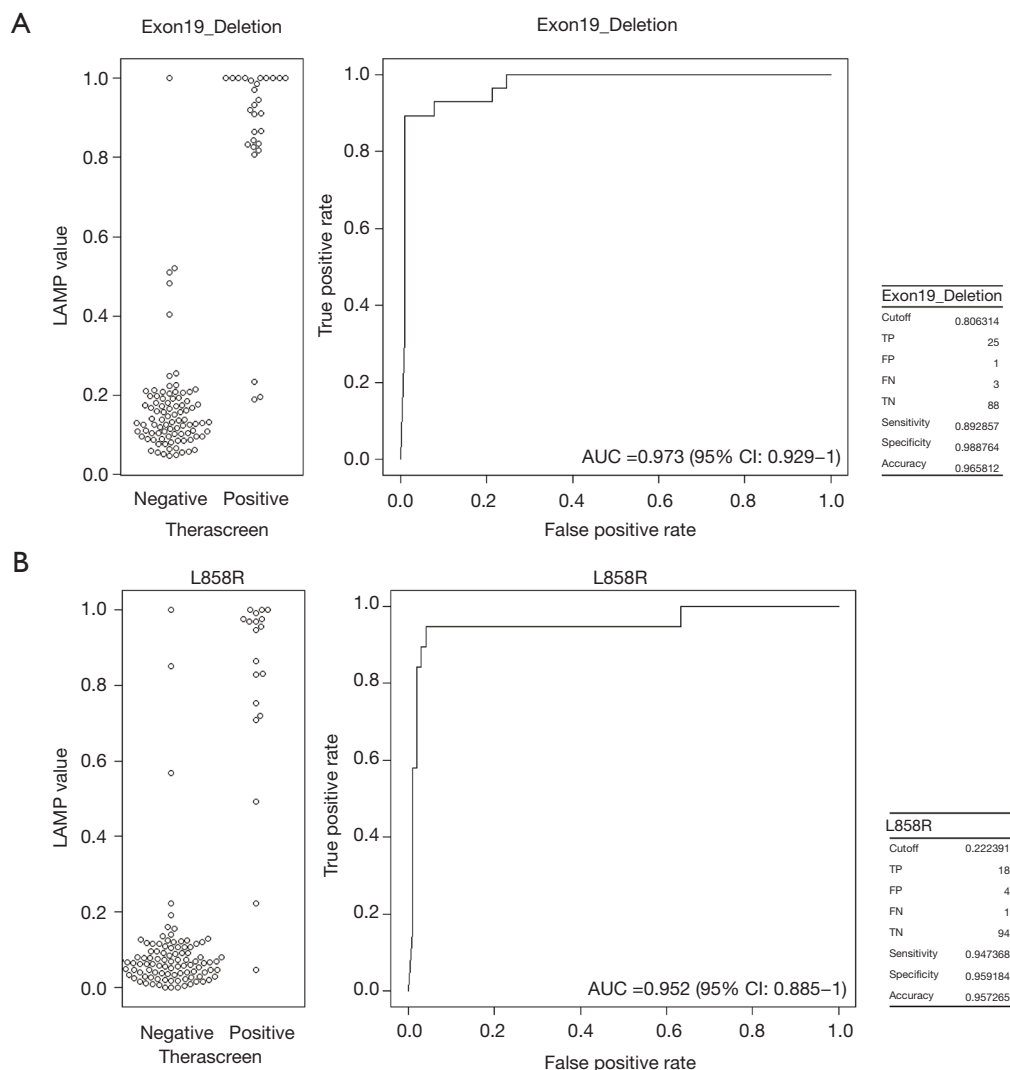 A
Exon19_Deletion
Exon19_Deletion
LAMP value
1.0
0.8
0.6
0.4
0.2
0.0
Negative Positive
Therascreen
True positive rate
1.0
0.8
0.6
0.4
0.2
0.0
AUC =0.973 (95% CI: 0.929–1)
0.0 0.2 0.4 0.6 0.8 1.0
False positive rate
Exon19_Deletion
Cutoff 0.806314
TP 25
FP 1
FN 3
TN 88
Sensitivity 0.892857
Specificity 0.988764
Accuracy 0.965812
B
L858R
L858R
LAMP value
1.0
0.8
0.6
0.4
0.2
0.0
Negative Positive
Therascreen
True positive rate
1.0
0.8
0.6
0.4
0.2
0.0
AUC =0.952 (95% CI: 0.885–1)
0.0 0.2 0.4 0.6 0.8 1.0
False positive rate
L858R
Cutoff 0.222391
TP 18
FP 4
FN 1
TN 94
Sensitivity 0.947368
Specificity 0.959184
Accuracy 0.957265